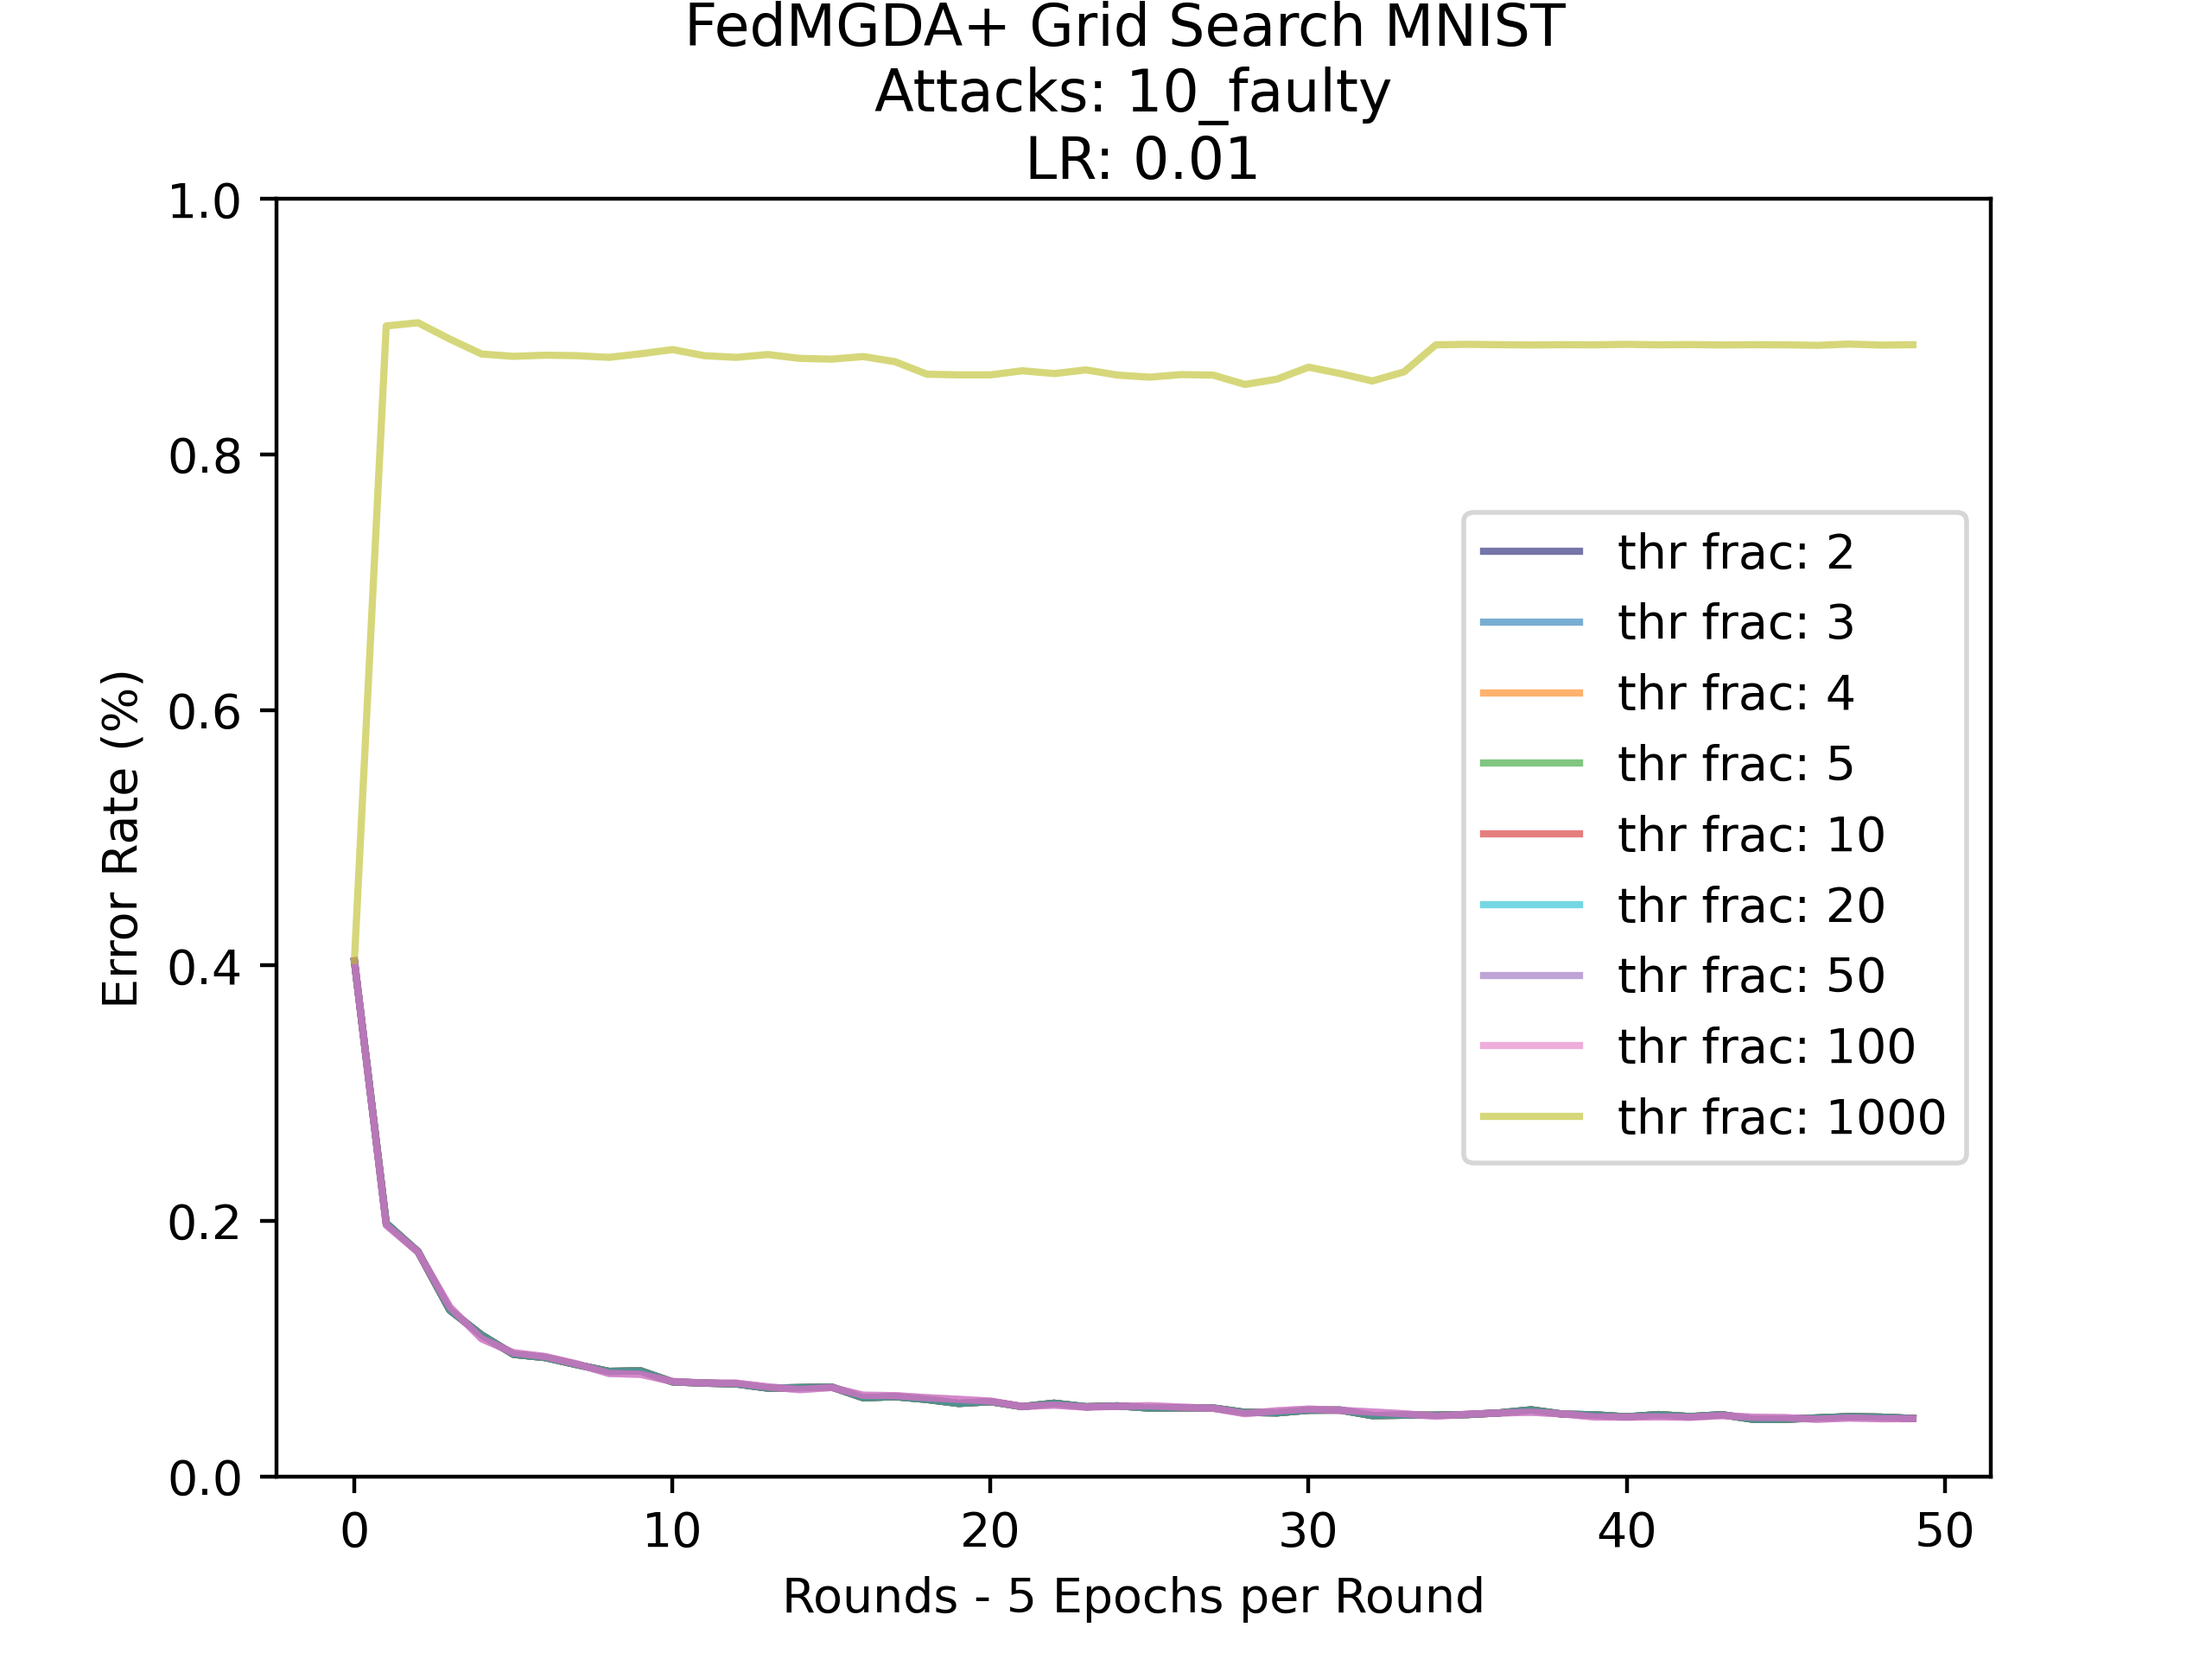 FedMGDA+ Grid Search MNIST
Attacks: 10_faulty
LR: 0.01
1.0
0.8
0.6
0.4
0.2
0.0
Error Rate (%)
thr frac: 2
thr frac: 3
thr frac: 4
thr frac: 5
thr frac: 10
thr frac: 20
thr frac: 50
thr frac: 100
thr frac: 1000
0 10 20 30 40 50
Rounds - 5 Epochs per Round